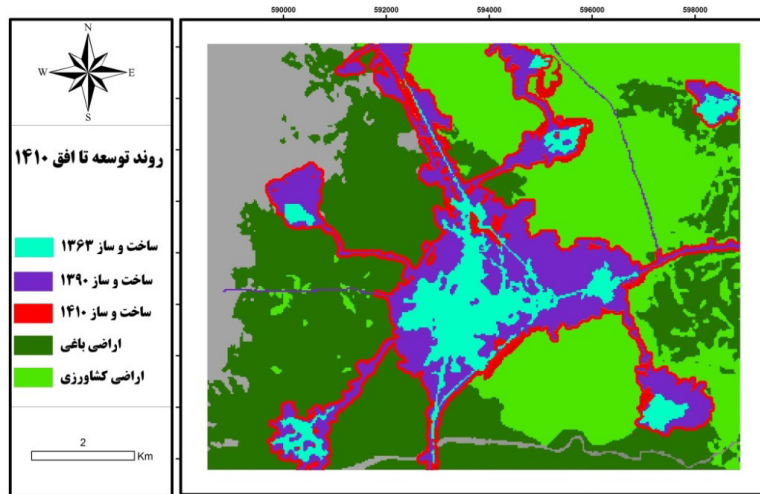 590000 592000 594000 596000 598000
N
W E
S
روند توسعه تا افق ۱۴۱۰
ساخت و ساز ۱۳۶۳
ساخت و ساز ۱۳۹۰
ساخت و ساز ۱۴۱۰
اراضی باغی
اراضی کشاورزی
2
Km